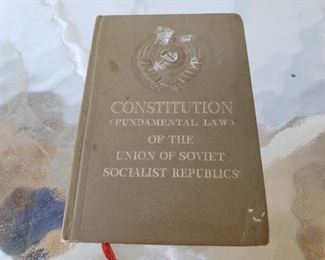 CONSTITUTION
(FUNDAMENTAL LAW)
OF THE
UNION OF SOVIET
SOCIALIST REPUBLICS